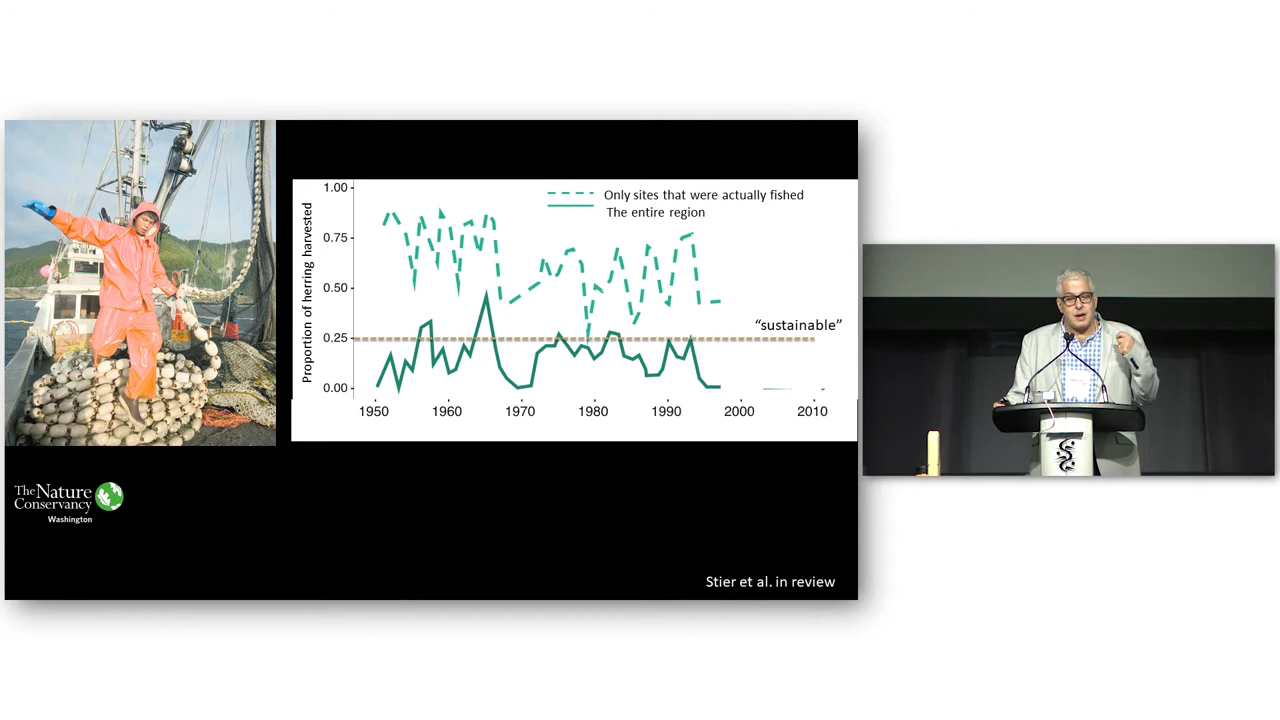 Proportion of herring harvested
1.00
0.75
0.50
0.25
0.00
Only sites that were actually fished
The entire region
“sustainable”
1950 1960 1970 1980 1990 2000 2010
The Nature
Conservancy
Washington
Stier et al. in review